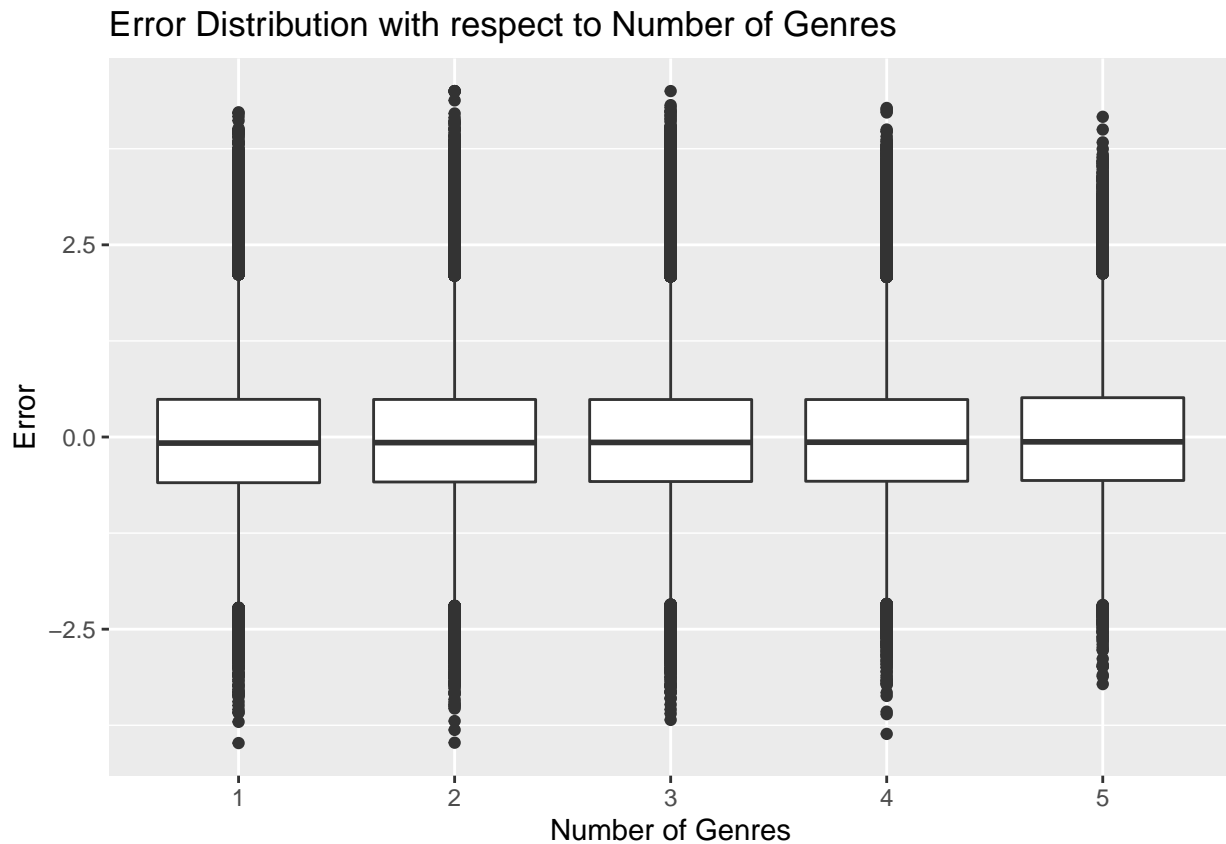 Error Distribution with respect to Number of Genres
Error
2.5
0.0
−2.5
1 2 3 4 5
Number of Genres